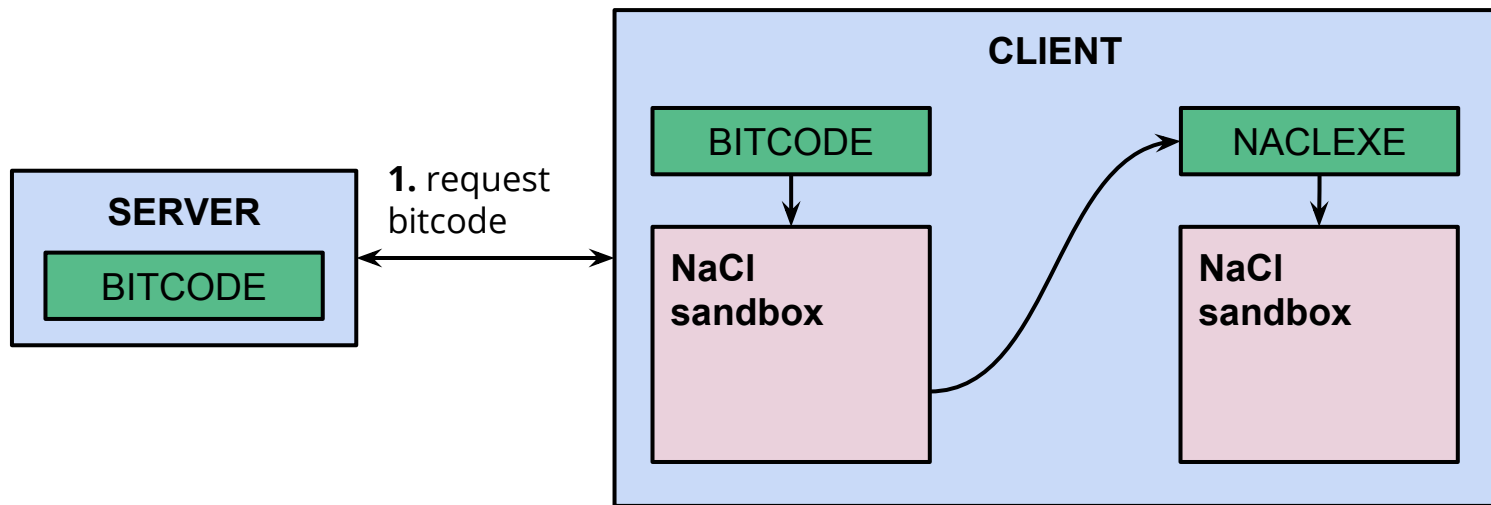 SERVER
BITCODE
1. request
bitcode
CLIENT
BITCODE
NaCl
sandbox
NACLEXE
NaCl
sandbox